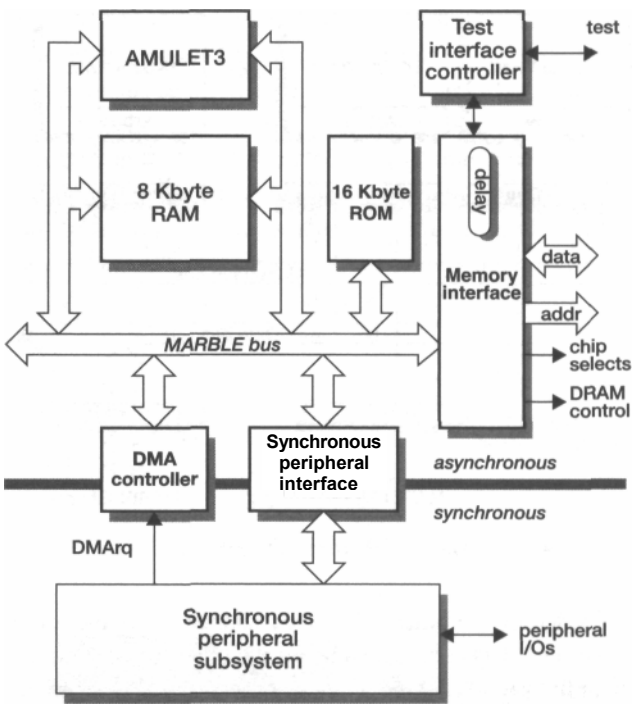 AMULET3
Test
interface
controller
test
8 Kbyte
RAM
16 Kbyte
ROM
delay
Memory
interface
data
addr
chip
selects
DRAM
control
MARBLE bus
DMA
controller
Synchronous
peripheral
interface
asynchronous
synchronous
DMArq
Synchronous
peripheral
subsystem
peripheral
I/Os